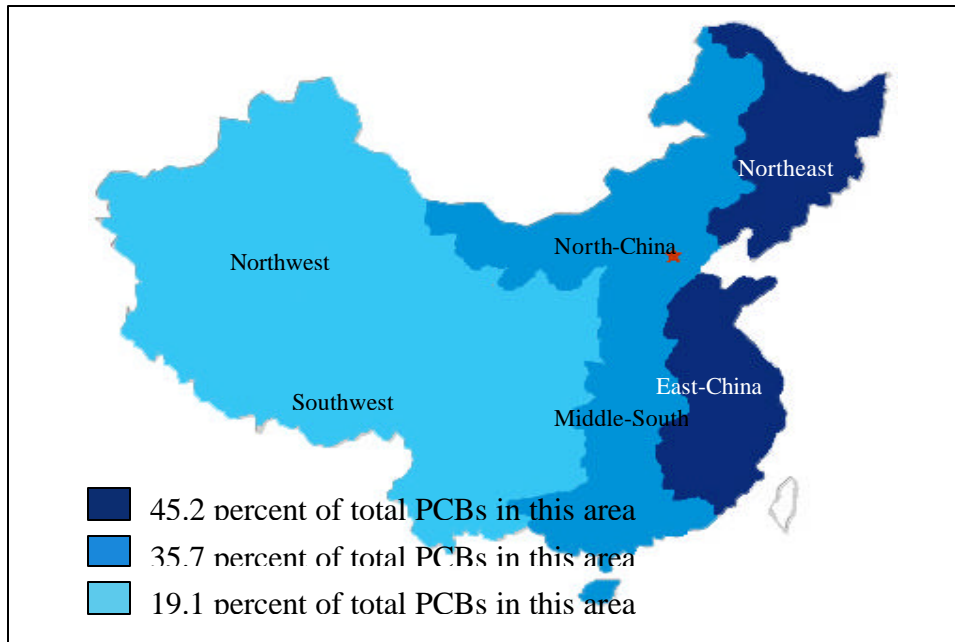 Northeast
North-China
Northwest
East-China
Southwest
Middle-South
45.2 percent of total PCBs in this area
35.7 percent of total PCBs in this area
19.1 percent of total PCBs in this area